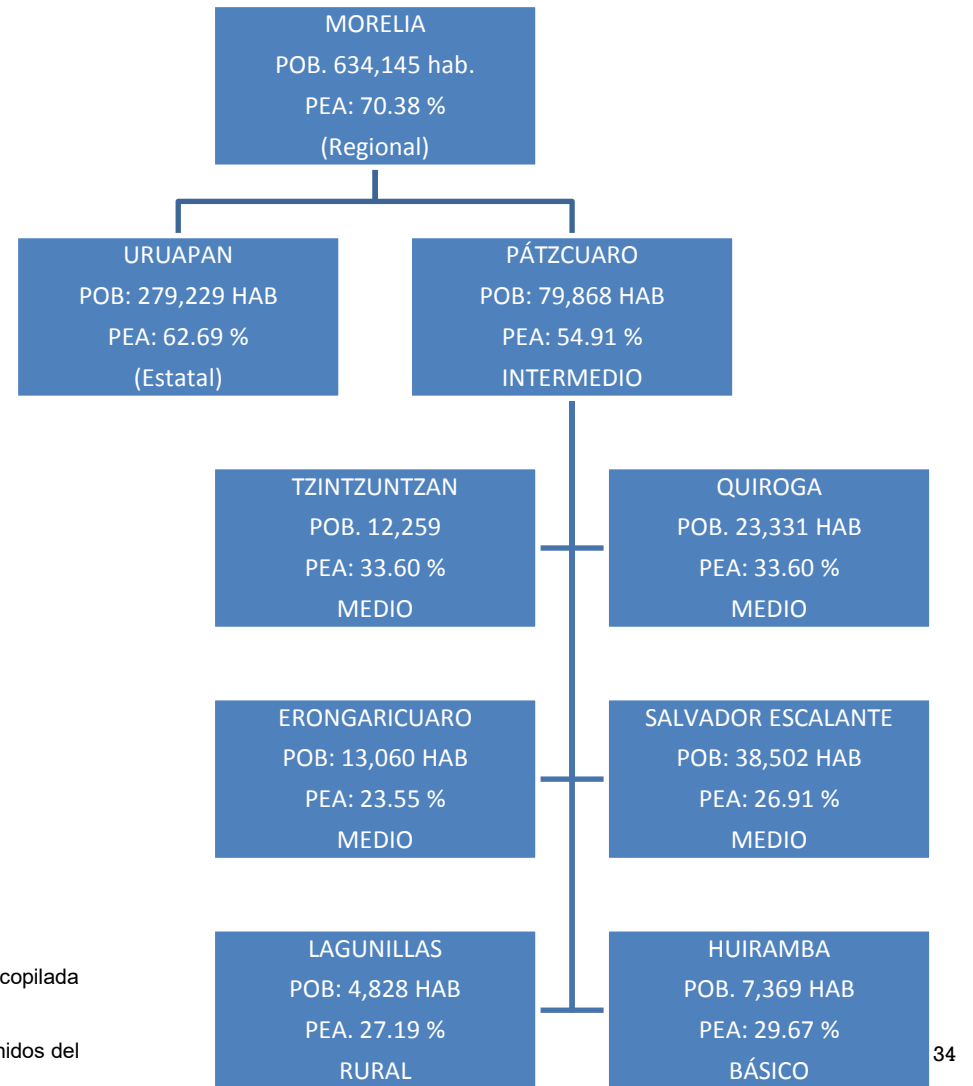 MORELIA
POB. 634,145 hab.
PEA: 70.38 %
(Regional)
URUAPAN
POB: 279,229 HAB
PEA: 62.69 %
(Estatal)
PÁTZCUARO
POB: 79,868 HAB
PEA: 54.91 %
INTERMEDIO
TZINTZUNTZAN
POB. 12,259
PEA: 33.60 %
MEDIO
QUIROGA
POB. 23,331 HAB
PEA: 33.60 %
MEDIO
ERONGARICUARO
POB: 13,060 HAB
PEA: 23.55 %
MEDIO
SALVADOR ESCALANTE
POB: 38,502 HAB
PEA: 26.91 %
MEDIO
LAGUNILLAS
POB: 4,828 HAB
PEA. 27.19 %
RURAL
HUIRAMBA
POB. 7,369 HAB
PEA: 29.67 %
BÁSICO
copilada
idos del
34